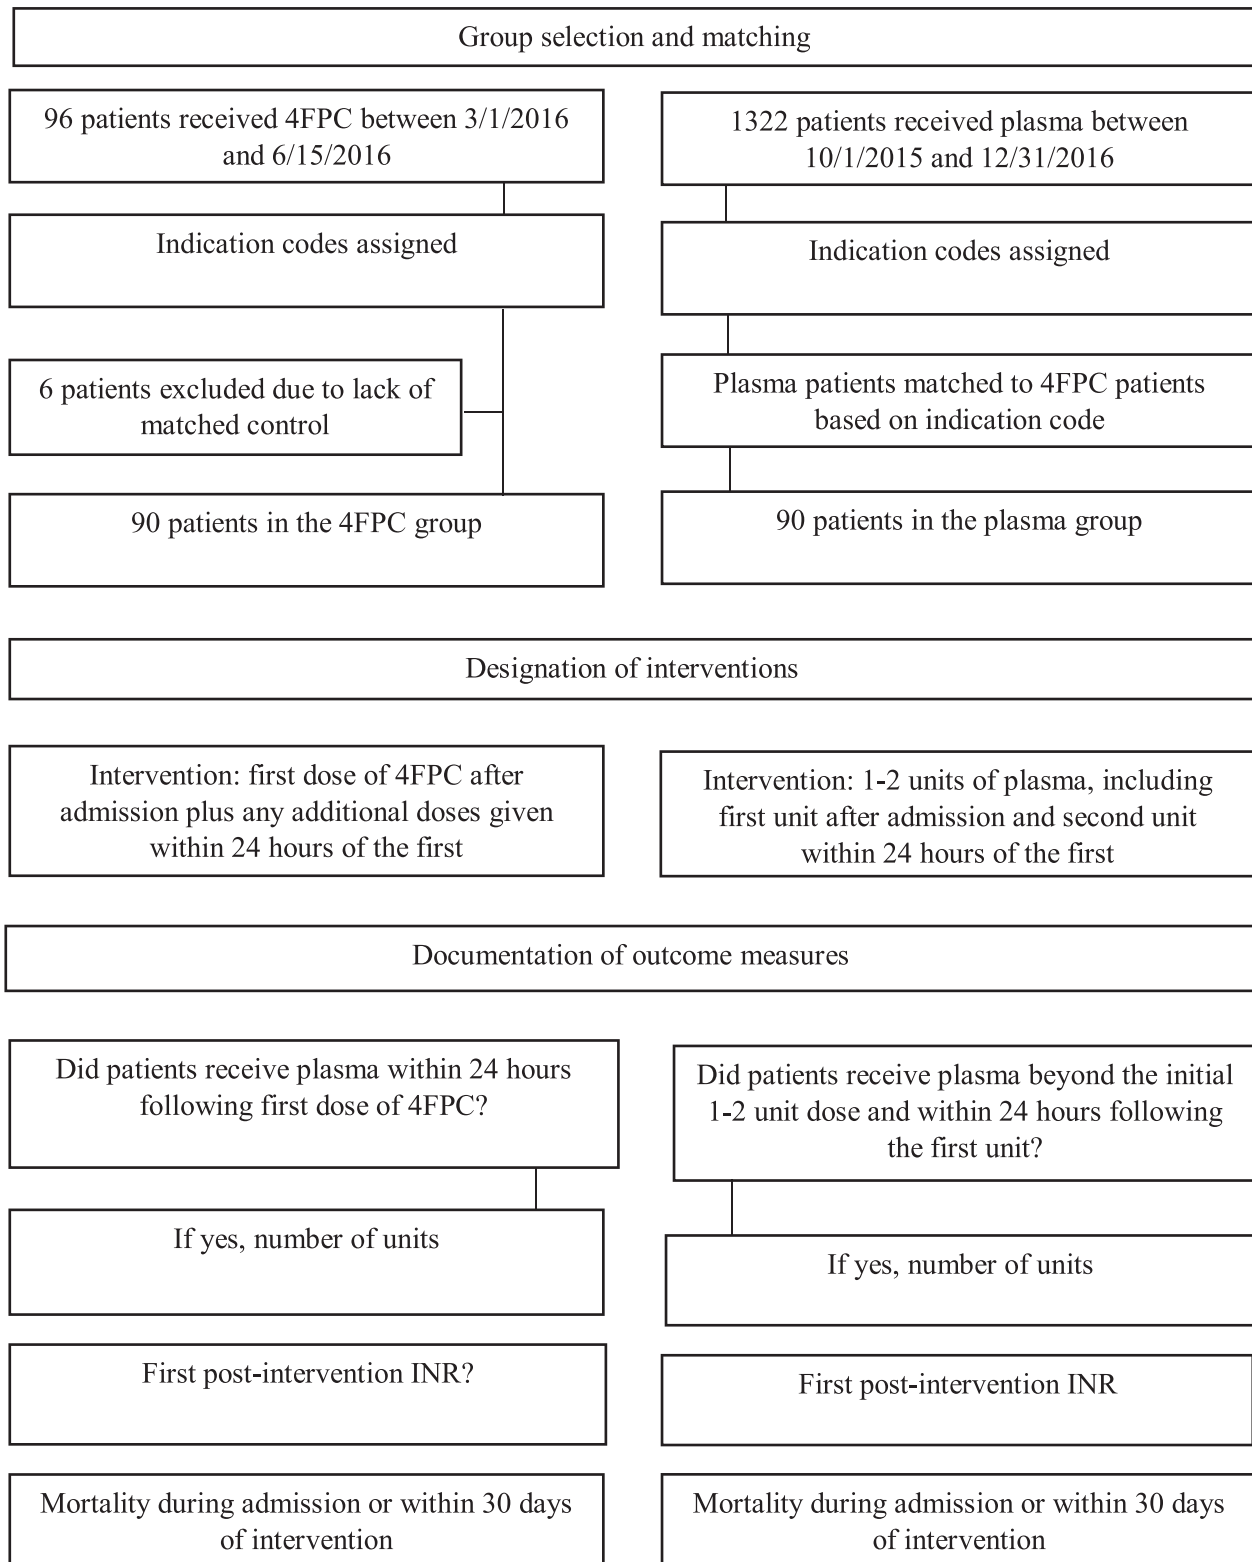 Group selection and matching
96 patients received 4FPC between 3/1/2016
and 6/15/2016
1322 patients received plasma between
10/1/2015 and 12/31/2016
Indication codes assigned
Indication codes assigned
6 patients excluded due to lack of
matched control
Plasma patients matched to 4FPC patients
based on indication code
90 patients in the 4FPC group
90 patients in the plasma group
Designation of interventions
Intervention: first dose of 4FPC after
admission plus any additional doses given
within 24 hours of the first
Intervention: 1-2 units of plasma, including
first unit after admission and second unit
within 24 hours of the first
Documentation of outcome measures
Did patients receive plasma within 24 hours
following first dose of 4FPC?
Did patients receive plasma beyond the initial
1-2 unit dose and within 24 hours following
the first unit?
If yes, number of units
If yes, number of units
First post-intervention INR?
First post-intervention INR
Mortality during admission or within 30 days
of intervention
Mortality during admission or within 30 days
of intervention